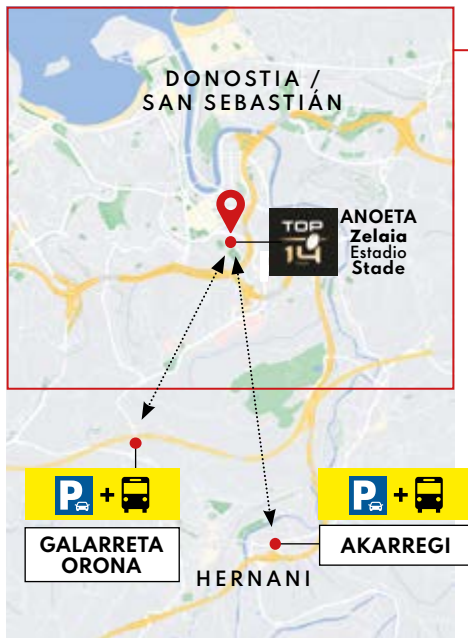 DONOSTIA /
SAN SEBASTIÁN
TOP
14
ANOETA
Zelaia
Estadio
Stade
P +
GALARRETA
ORONA
P +
AKARREGI
HERNANI